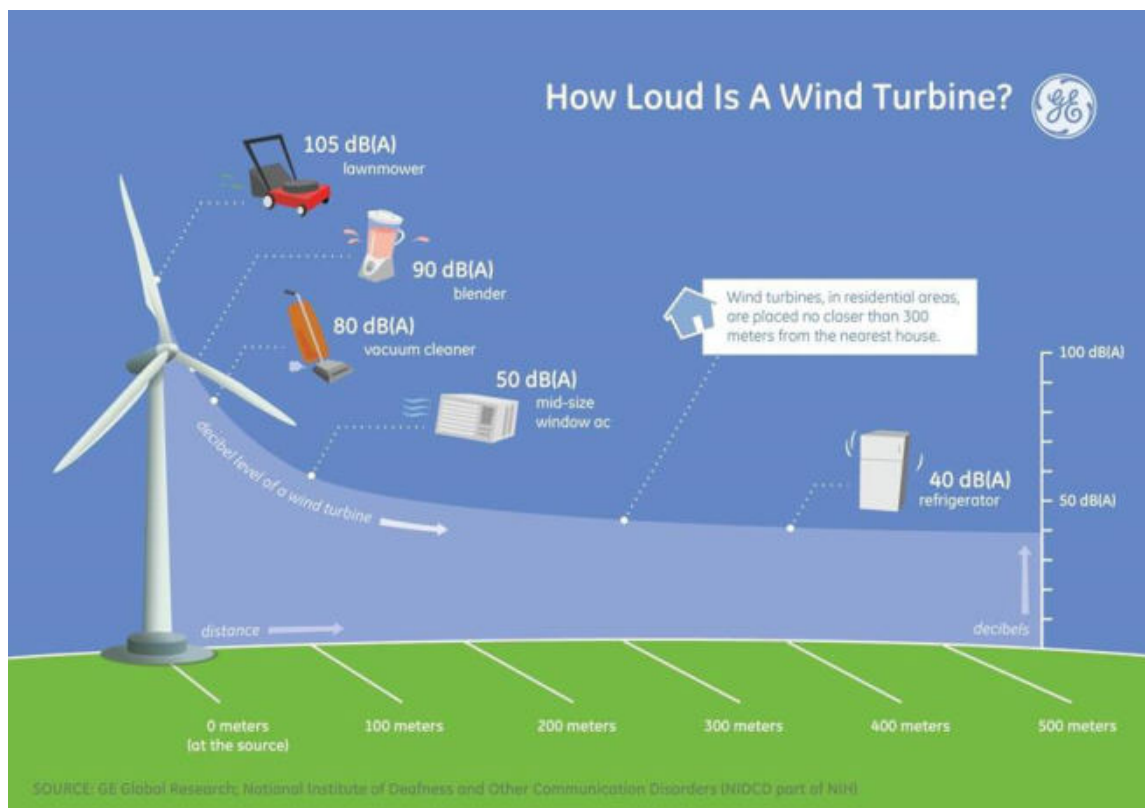 How Loud Is A Wind Turbine?
GE
105 dB(A)
lawnmower
90 dB(A)
blender
80 dB(A)
vacuum cleaner
50 dB(A)
mid-size
window ac
Wind turbines, in residential areas,
are placed no closer than 300
meters from the nearest house.
100 dB(A)
40 dB(A)
refrigerator
50 dB(A)
decibel level of a wind turbine
distance
decibels
0 meters
(at the source)
100 meters
200 meters
300 meters
400 meters
500 meters
SOURCE: GE Global Research; National Institute of Deafness and Other Communication Disorders (NIDCD part of NIH)